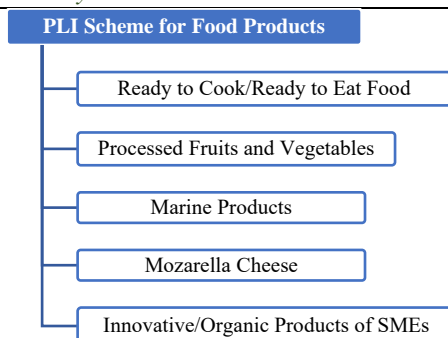 PLI Scheme for Food Products
Ready to Cook/Ready to Eat Food
Processed Fruits and Vegetables
Marine Products
Mozarella Cheese
Innovative/Organic Products of SMEs